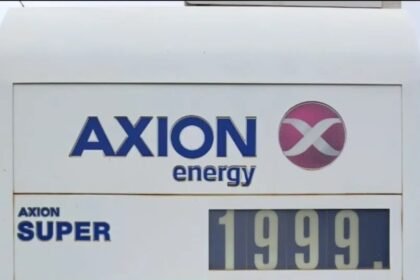 AXION
energy
AXION
SUPER
1999.